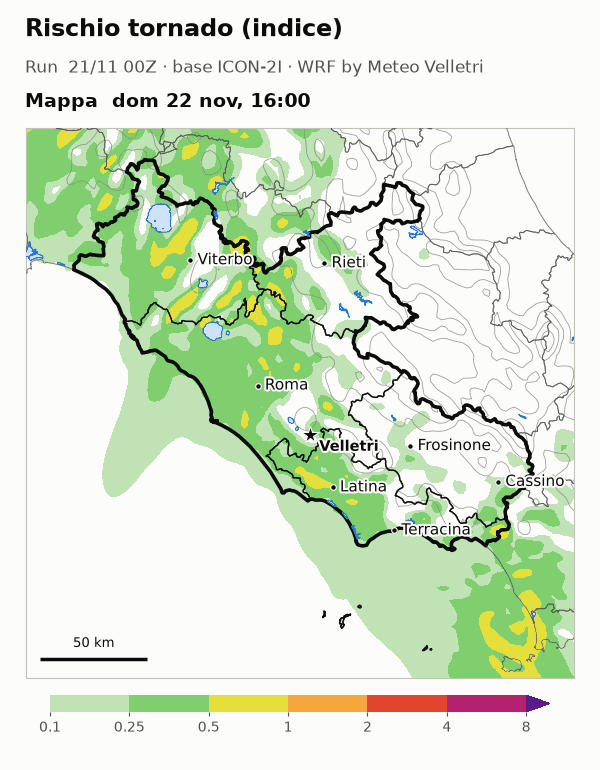 Rischio tornado (indice)
Run 21/11 00Z · base ICON-2I · WRF by Meteo Velletri
Mappa dom 22 nov, 16:00
Viterbo
Rieti
Roma
Velletri
Frosinone
Cassino
Latina
Terracina
50 km
0.1 0.25 0.5 1 2 4 8